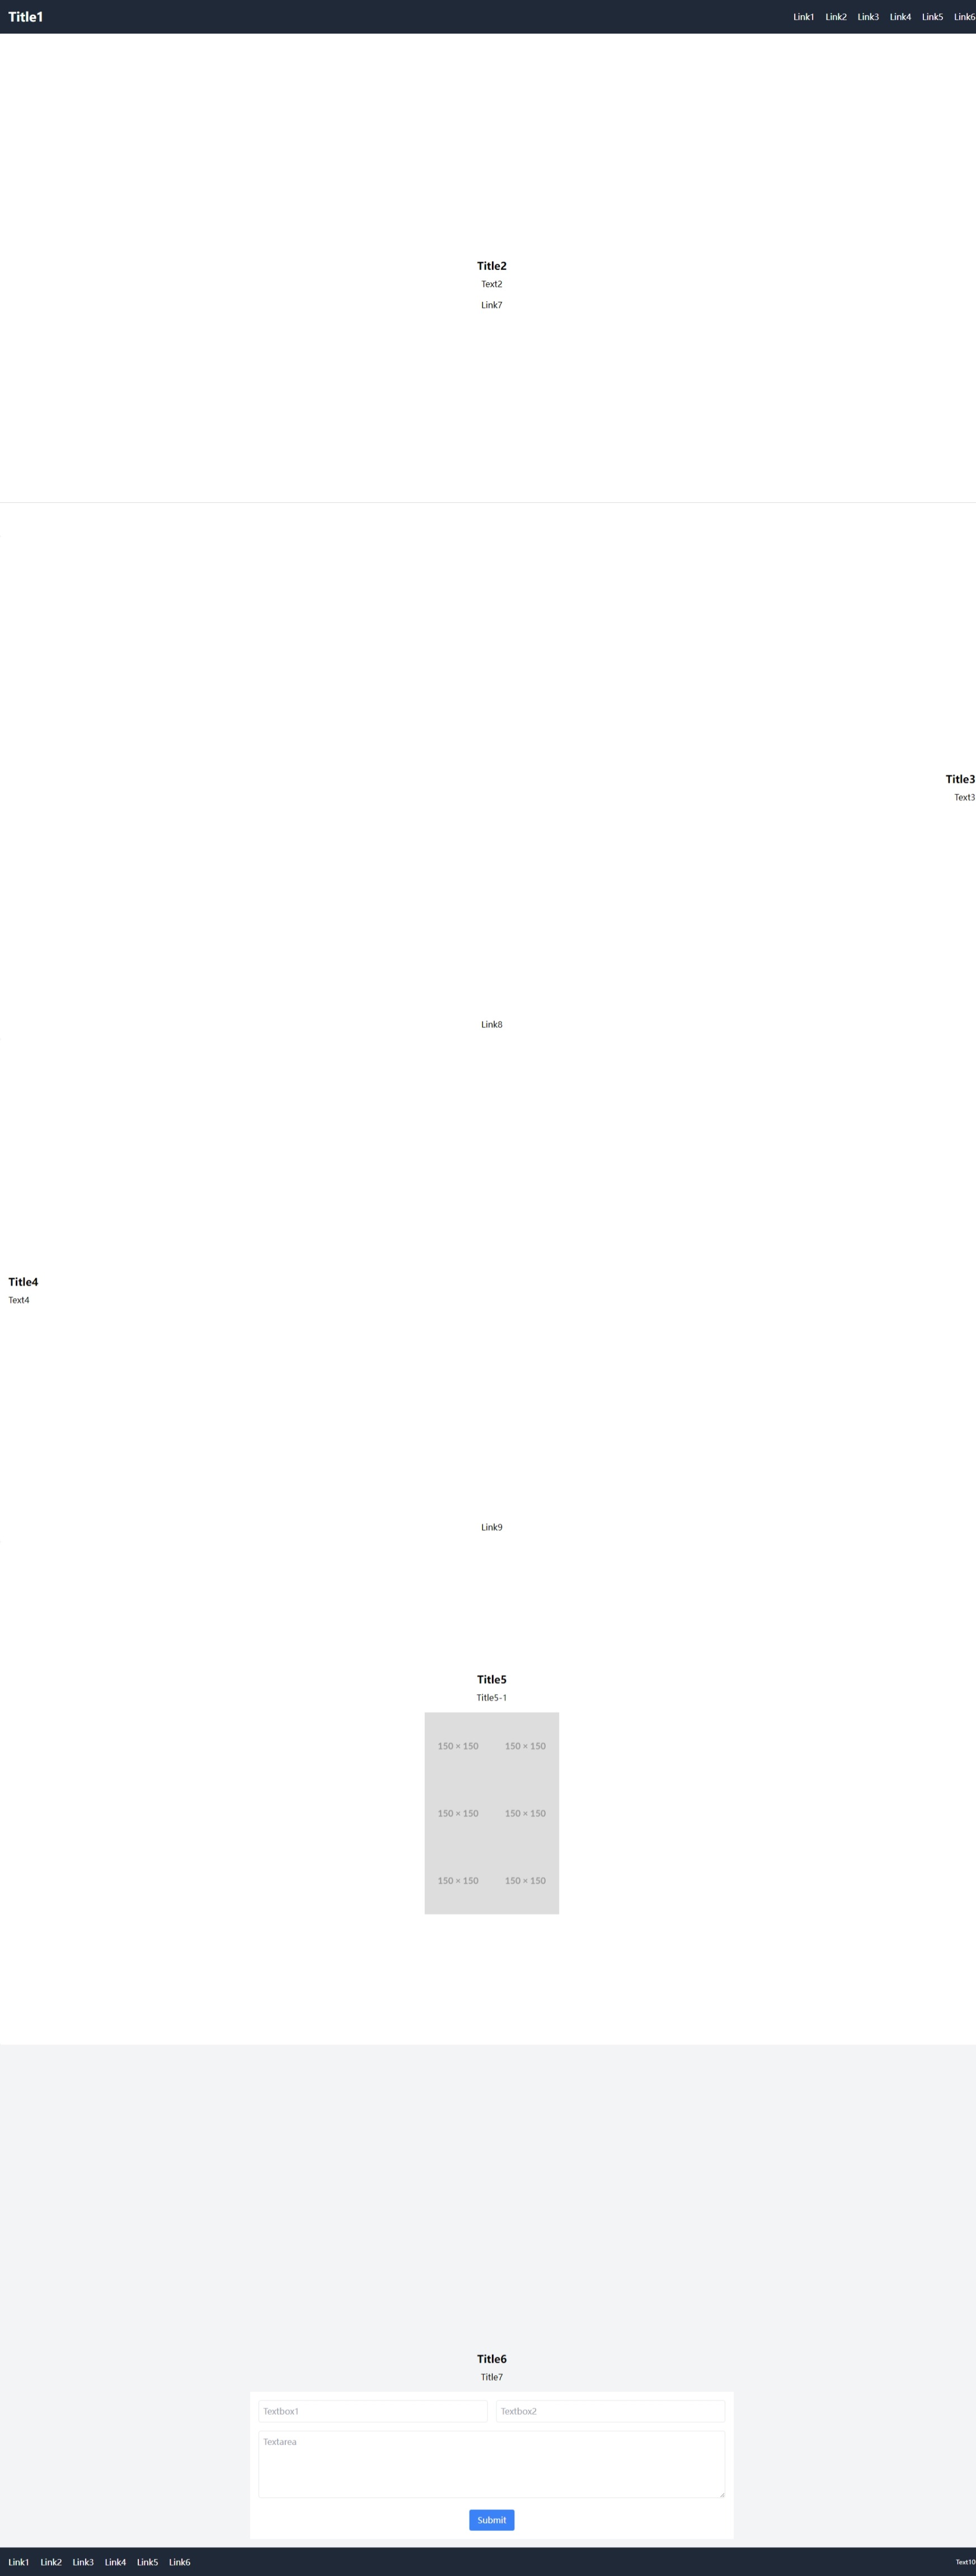 Title1
Link1 Link2 Link3 Link4 Link5 Link6
Title2
Text2
Link7
Title3
Text3
Link8
Title4
Text4
Link9
Title5
Title5-1
150 × 150 150 × 150
150 × 150 150 × 150
150 × 150 150 × 150
Title6
Title7
Textbox1 Textbox2
Textarea
Submit
Link1 Link2 Link3 Link4 Link5 Link6
Text10